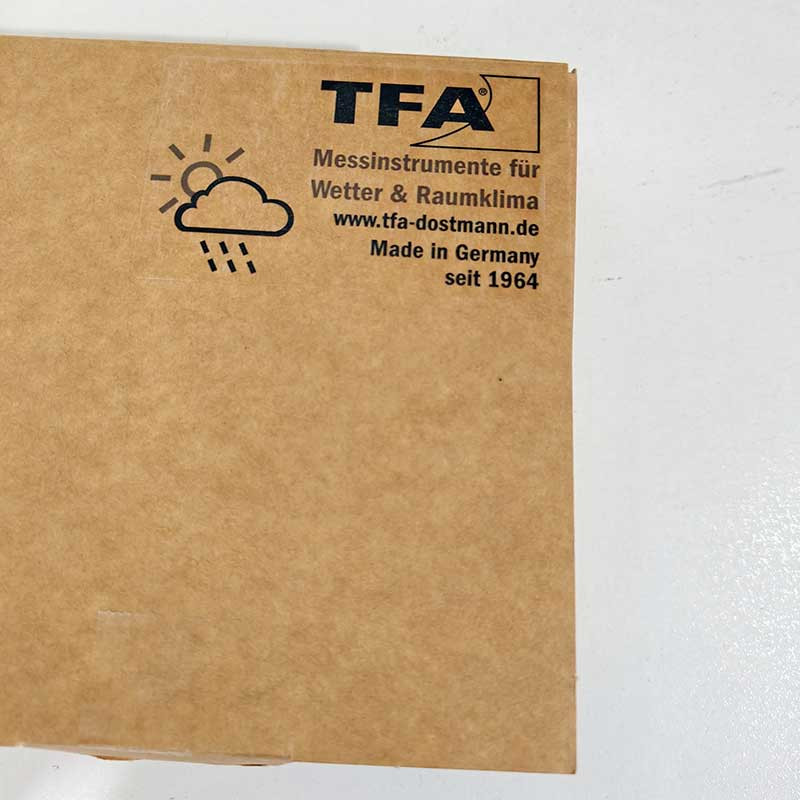 TFA®
Messinstrumente für
Wetter & Raumklima
www.tfa-dostmann.de
Made in Germany
seit 1964